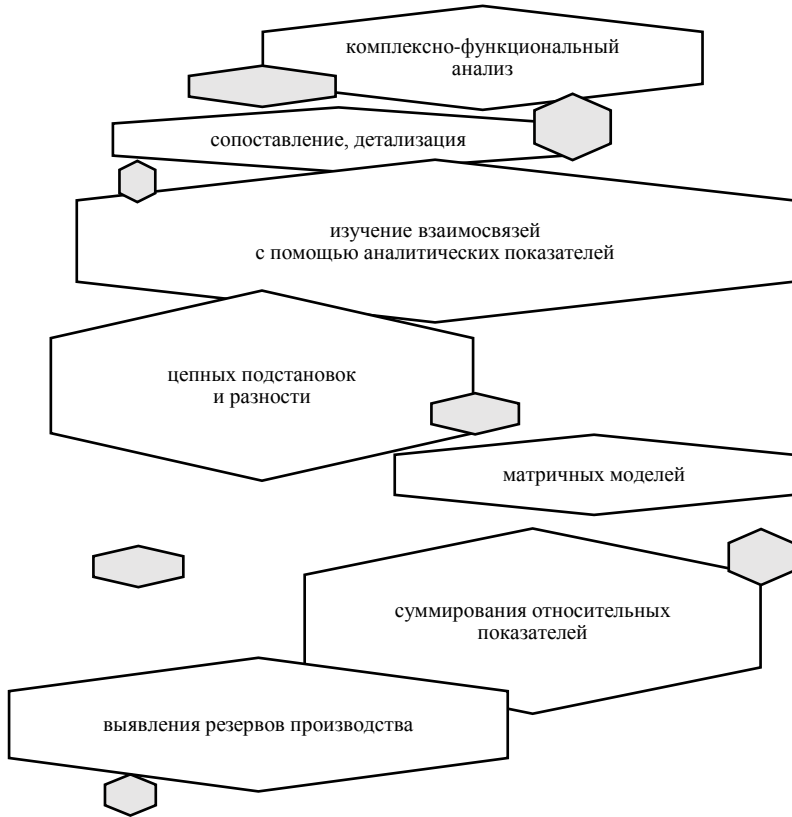 комплексно-функциональный
анализ
сопоставление, детализация
изучение взаимосвязей
с помощью аналитических показателей
цепных подстановок
и разности
матричных моделей
суммирования относительных
показателей
выявления резервов производства